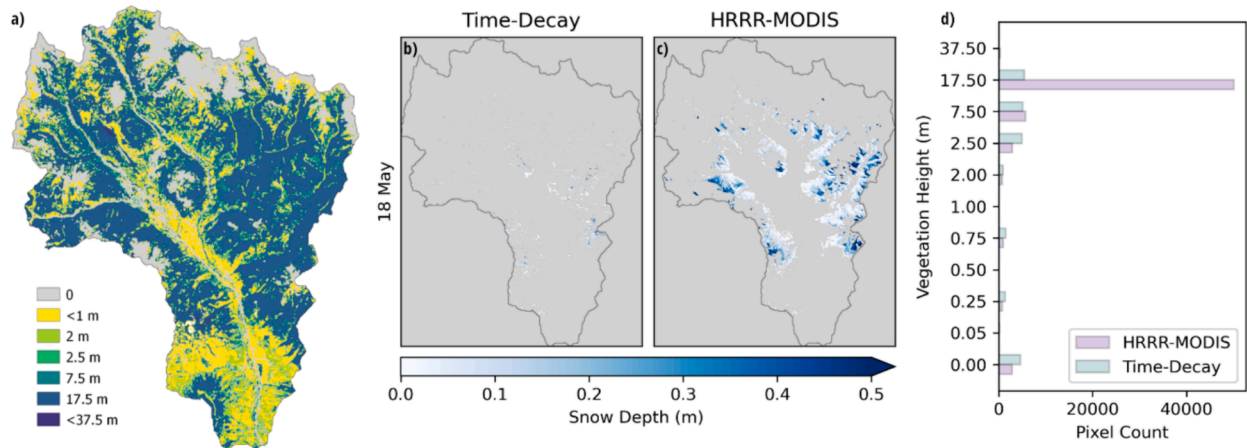 a)
0
<1 m
2 m
2.5 m
7.5 m
17.5 m
<37.5 m
Time-Decay
HRRR-MODIS
b)
c)
18 May
0.0 0.1 0.2 0.3 0.4 0.5
Snow Depth (m)
d)
Vegetation Height (m)
37.50
17.50
7.50
2.50
2.00
1.00
0.75
0.50
0.25
0.05
0.00
HRRR-MODIS
Time-Decay
0 20000 40000
Pixel Count